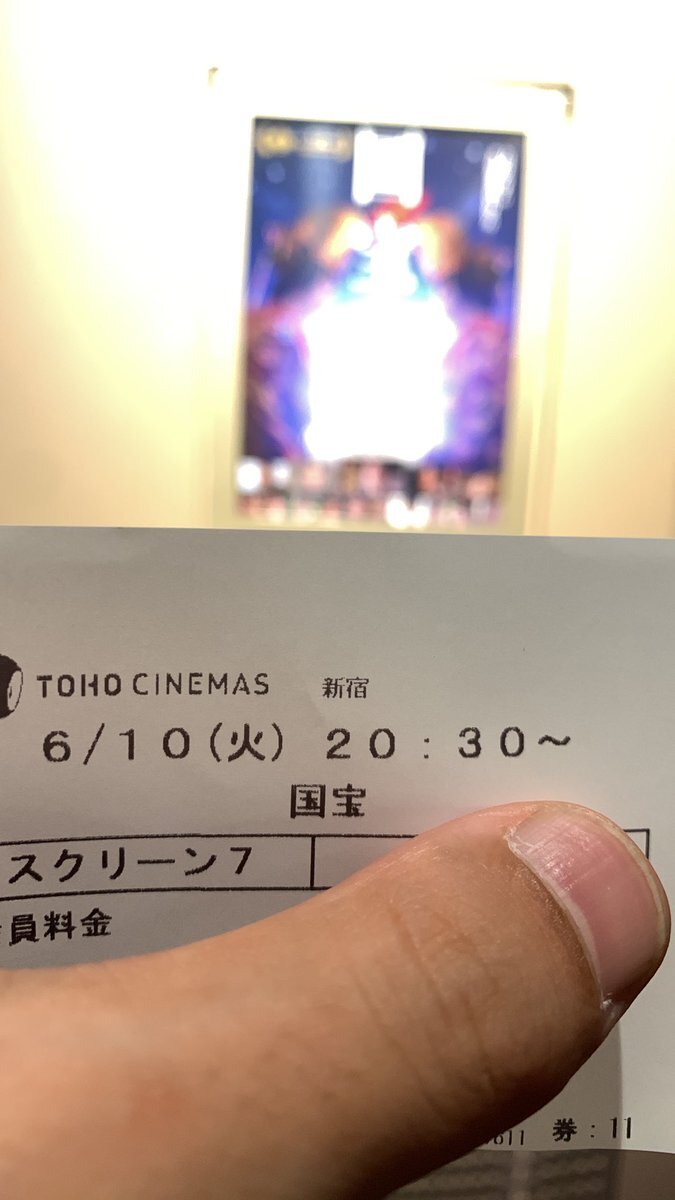 TOHO CINEMAS 新宿
6/10(火) 20:30～
国宝
スクリーン7
員料金
券:11